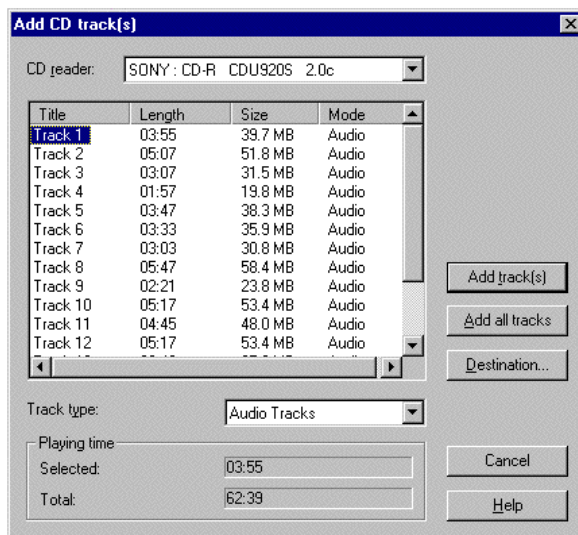 Add CD track(s)
CD reader: SONY : CD-R CDU920S 2.0c
Title Length Size Mode
Track 1 03:55 39.7 MB Audio
Track 2 05:07 51.8 MB Audio
Track 3 03:07 31.5 MB Audio
Track 4 01:57 19.8 MB Audio
Track 5 03:47 38.3 MB Audio
Track 6 03:33 35.9 MB Audio
Track 7 03:03 30.8 MB Audio
Track 8 05:47 58.4 MB Audio
Track 9 02:21 23.8 MB Audio
Track 10 05:17 53.4 MB Audio
Track 11 04:45 48.0 MB Audio
Track 12 05:17 53.4 MB Audio
Add track(s)
Add all tracks
Destination...
Track type: Audio Tracks
Playing time
Selected: 03:55
Total: 62:39
Cancel
Help